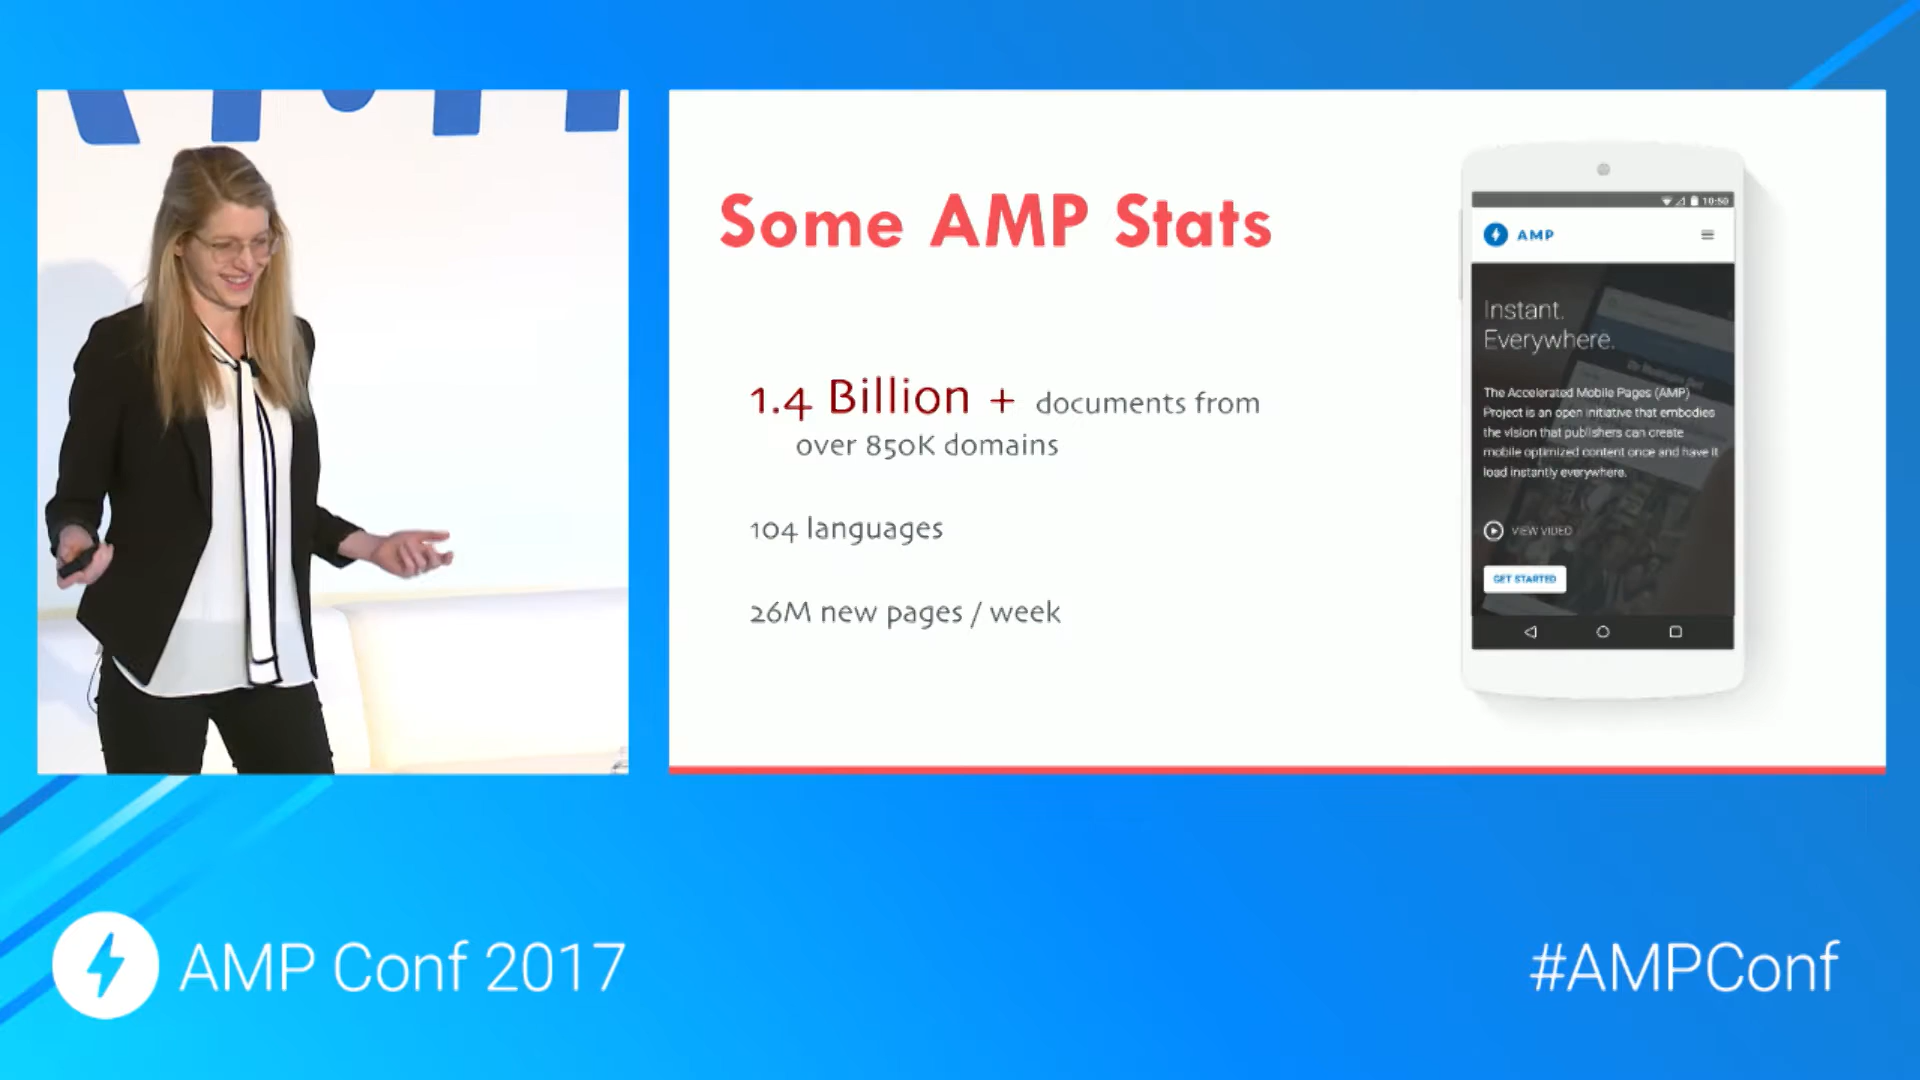 Some AMP Stats
1.4 Billion + documents from
over 850K domains
104 languages
26M new pages / week
10:50
AMP
Instant.
Everywhere.
The Accelerated Mobile Pages (AMP)
Project is an open initiative that embodies
the vision that publishers can create
mobile optimized content once and have it
load instantly everywhere.
VIEW VIDEO
GET STARTED
AMP Conf 2017
#AMPConf